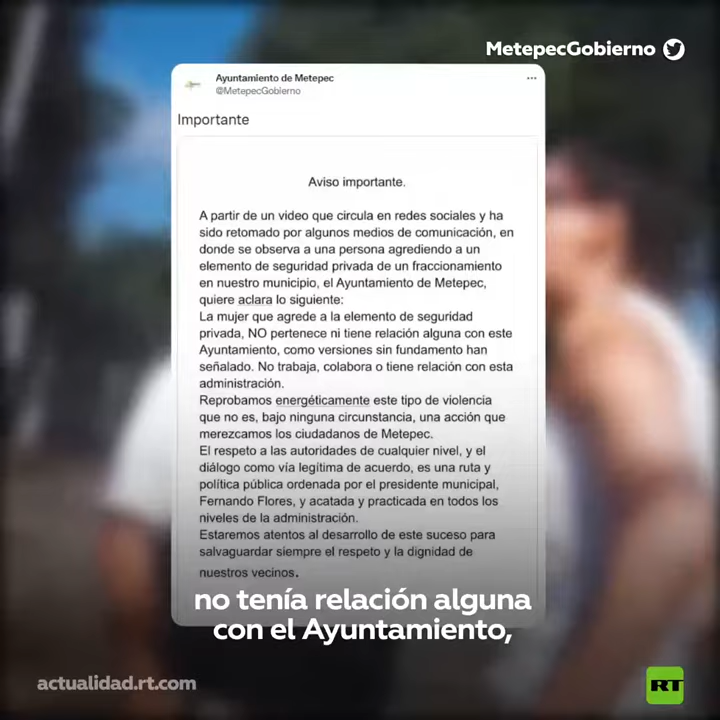 MetepecGobierno
Ayuntamiento de Metepec
@MetepecGobierno
Importante
Aviso importante.
A partir de un video que circula en redes sociales y ha
sido retomado por algunos medios de comunicación, en
donde se observa a una persona agrediendo a un
elemento de seguridad privada de un fraccionamiento
en nuestro municipio, el Ayuntamiento de Metepec,
quiere aclara lo siguiente:
La mujer que agrede a la elemento de seguridad
privada, NO pertenece ni tiene relación alguna con este
Ayuntamiento, como versiones sin fundamento han
señalado. No trabaja, colabora o tiene relación con esta
administración.
Reprobamos energéticamente este tipo de violencia
que no es, bajo ninguna circunstancia, una acción que
merezcamos los ciudadanos de Metepec.
El respeto a las autoridades de cualquier nivel, y el
diálogo como vía legítima de acuerdo, es una ruta y
política pública ordenada por el presidente municipal,
Fernando Flores, y acatada y practicada en todos los
niveles de la administración.
Estaremos atentos al desarrollo de este suceso para
salvaguardar siempre el respeto y la dignidad de
nuestros vecinos.
no tenía relación alguna
con el Ayuntamiento,
actualidad.rt.com
RT